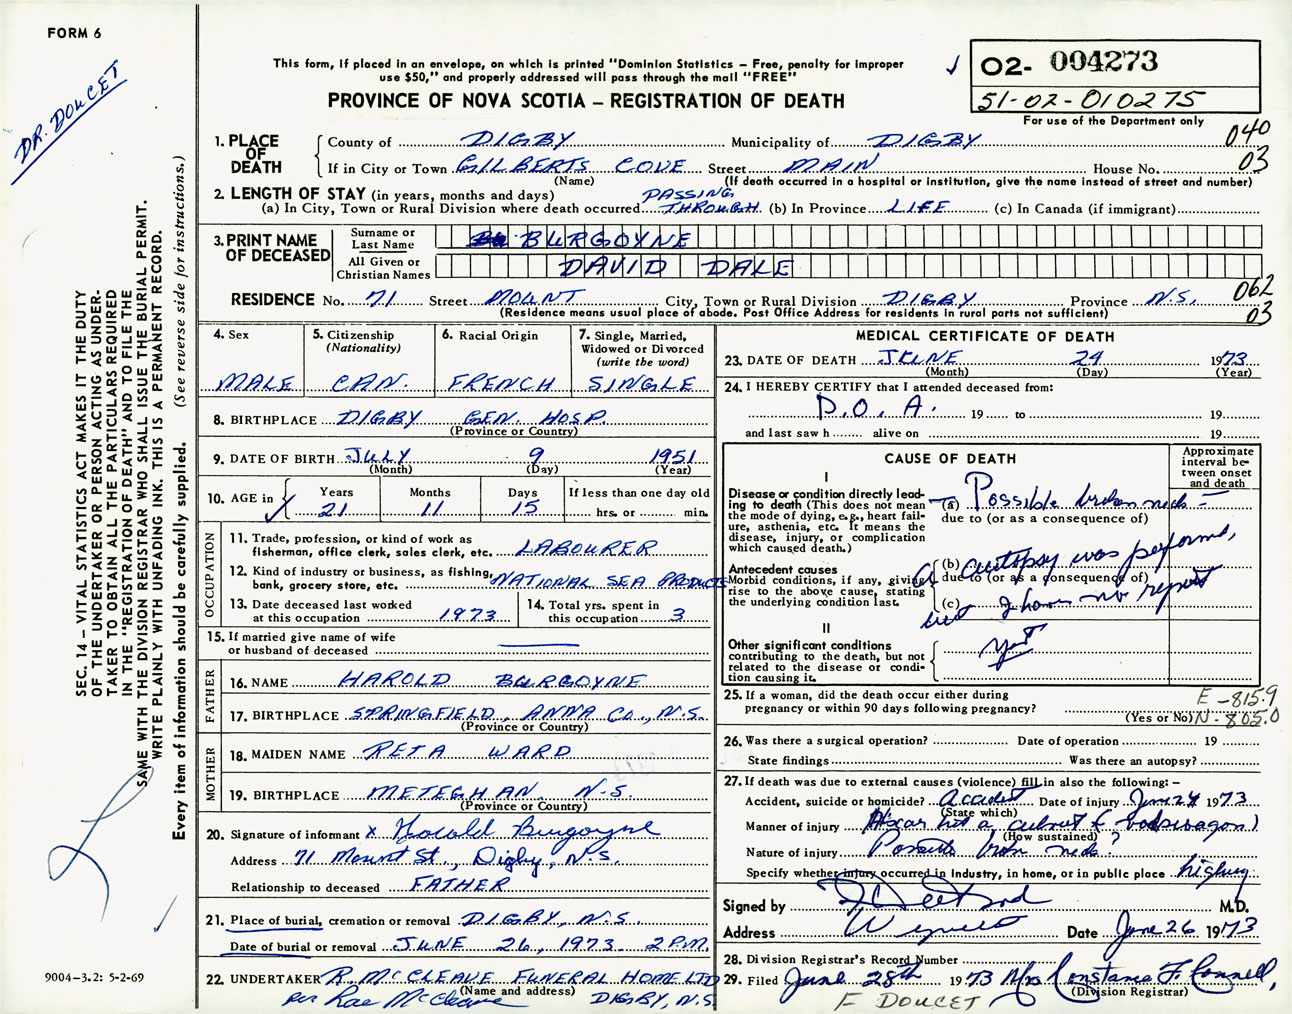 FORM 6
DR. DOUCET
This form, if placed in an envelope, on which is printed "Dominion Statistics – Free, penalty for improper
use $50," and properly addressed will pass through the mail "FREE"
PROVINCE OF NOVA SCOTIA – REGISTRATION OF DEATH
02- 004273
51-02-010275
For use of the Department only
040
03
1. PLACE OF DEATH
County of DIGBY Municipality of DIGBY
If in City or Town GILBERTS COVE Street MAIN House No.
(Name) (If death occurred in a hospital or institution, give the name instead of street and number)
2. LENGTH OF STAY (in years, months and days)
(a) In City, Town or Rural Division where death occurred PASSING THROUGH (b) In Province LIFE (c) In Canada (if immigrant)
3. PRINT NAME OF DECEASED
Surname or Last Name BURGOYNE
All Given or Christian Names DAVID DALE
062
03
RESIDENCE No. 71 Street MOUNT City, Town or Rural Division DIGBY Province N.S.
(Residence means usual place of abode. Post Office Address for residents in rural parts not sufficient)
4. Sex
MALE
5. Citizenship
(Nationality)
CAN.
6. Racial Origin
FRENCH
7. Single, Married,
Widowed or Divorced
(write the word)
SINGLE
8. BIRTHPLACE DIGBY GEN. HOSP.
(Province or Country)
9. DATE OF BIRTH JULY 9 1951
(Month) (Day) (Year)
10. AGE in Years Months Days If less than one day old
21 11 15 hrs. or min.
OCCUPATION
11. Trade, profession, or kind of work as
fisherman, office clerk, sales clerk, etc. LABOURER
12. Kind of industry or business, as fishing,
bank, grocery store, etc. NATIONAL SEA PRODUCTS
13. Date deceased last worked
at this occupation 1973
14. Total yrs. spent in
this occupation 3
15. If married give name of wife
or husband of deceased
FATHER
16. NAME HAROLD BURGOYNE
17. BIRTHPLACE SPRINGFIELD, ANNA CO., N.S.
(Province or Country)
MOTHER
18. MAIDEN NAME RETA WARD
19. BIRTHPLACE METEGHAN N.S.
(Province or Country)
20. Signature of informant x Harold Burgoyne
Address 71 Mount St., Digby, N.S.
Relationship to deceased FATHER
21. Place of burial, cremation or removal DIGBY, N.S.
Date of burial or removal JUNE 26, 1973 2 P.M.
22. UNDERTAKER R. MCCLEAVE FUNERAL HOME LTD
(Name and address)
per Rae McCleave DIGBY, N.S.
MEDICAL CERTIFICATE OF DEATH
23. DATE OF DEATH JUNE 24 1973
(Month) (Day) (Year)
24. I HEREBY CERTIFY that I attended deceased from:
D.O.A. 19 to 19
and last saw h alive on 19
CAUSE OF DEATH
Approximate
interval be-
tween onset
and death
I
Disease or condition directly lead-
ing to death (This does not mean
the mode of dying, e.g., heart fail-
ure, asthenia, etc. It means the
disease, injury, or complication
which caused death.)
(a) Possible broken neck –
due to (or as a consequence of)
Antecedent causes
Morbid conditions, if any, giving
rise to the above cause, stating
the underlying condition last.
(b) A autopsy was performed,
due to (or as a consequence of)
(c) but I have no report
yet
II
Other significant conditions
contributing to the death, but not
related to the disease or condi-
tion causing it.
25. If a woman, did the death occur either during
pregnancy or within 90 days following pregnancy?
(Yes or No)
E-815.9
N-805.0
26. Was there a surgical operation? Date of operation 19
State findings Was there an autopsy?
27. If death was due to external causes (violence) fill in also the following: –
Accident, suicide or homicide? Accident Date of injury June 24 1973
(State which)
Manner of injury His car hit a culvert (Volkswagon)
(How sustained)
Nature of injury Possible broken neck ?
Specify whether injury occurred in Industry, in home, or in public place highway
Signed by M.D.
Address Date June 26 1973
28. Division Registrar's Record Number
29. Filed June 28th 1973 Mrs Constance F. Connell,
(Division Registrar)
F DOUCET
SEC. 14 – VITAL STATISTICS ACT MAKES IT THE DUTY
OF THE UNDERTAKER OR PERSON ACTING AS UNDER-
TAKER TO OBTAIN ALL THE PARTICULARS REQUIRED
IN THE "REGISTRATION OF DEATH" AND TO FILE THE
SAME WITH THE DIVISION REGISTRAR WHO SHALL ISSUE THE BURIAL PERMIT.
WRITE PLAINLY WITH UNFADING INK. THIS IS A PERMANENT RECORD.
Every item of information should be carefully supplied. (See reverse side for instructions.)
9004-3.2: 5-2-69